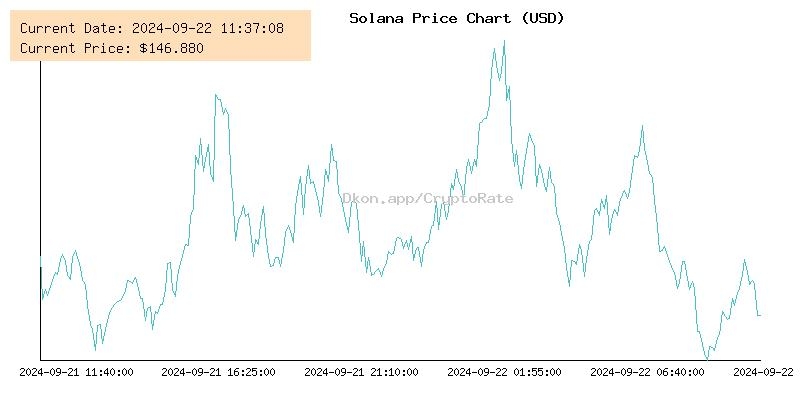 Solana Price Chart (USD)
Current Date: 2024-09-22 11:37:08
Current Price: $146.880
Dkon.app/CryptoRate
2024-09-21 11:40:00 2024-09-21 16:25:00 2024-09-21 21:10:00 2024-09-22 01:55:00 2024-09-22 06:40:00 2024-09-22